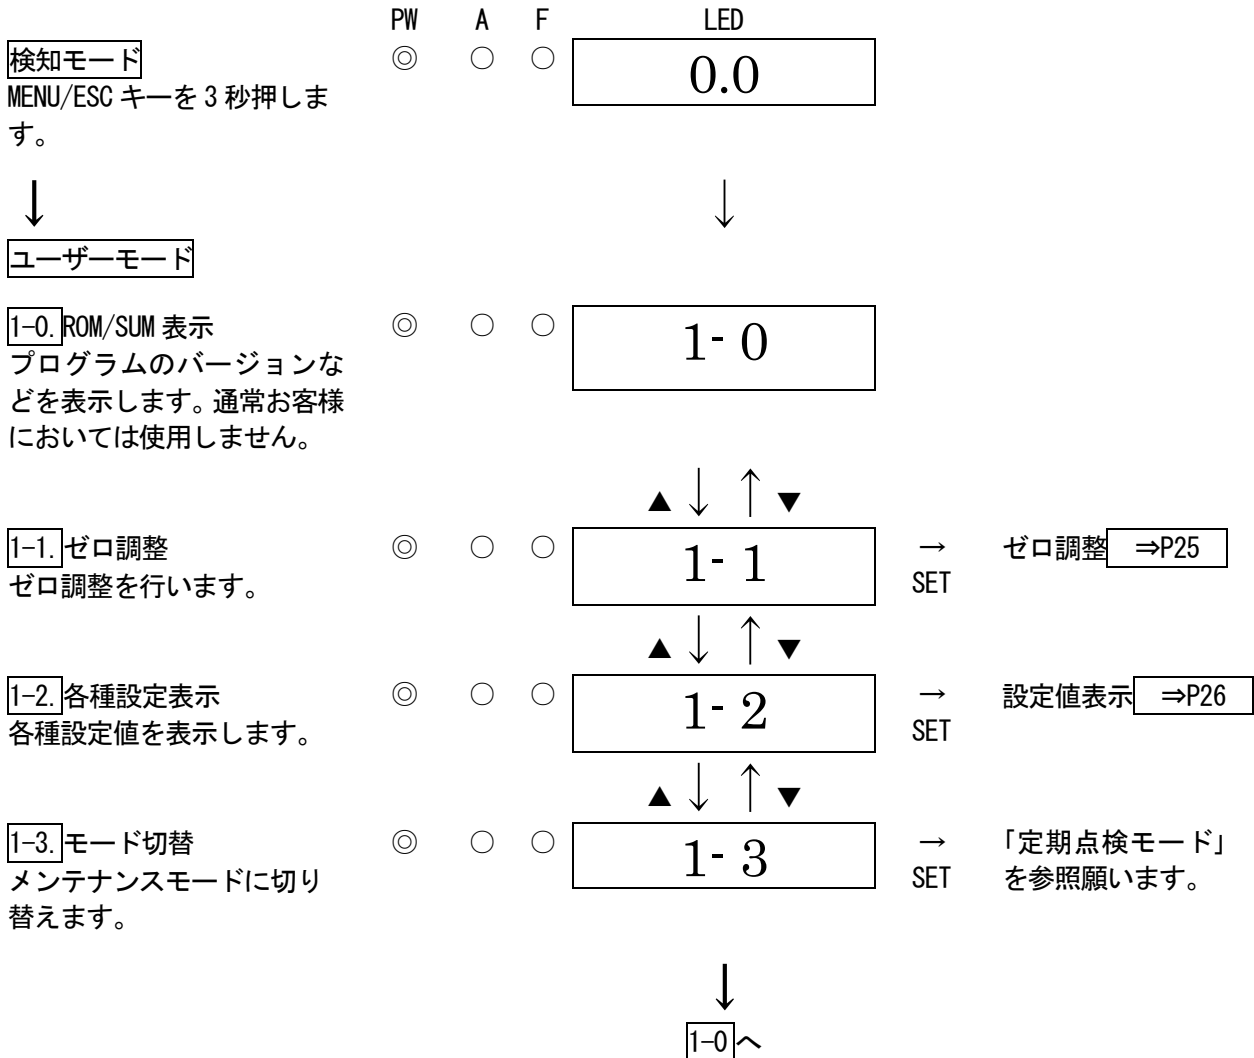 PW A F LED
検知モード ◎ ○ ○ 0.0
MENU/ESC キーを 3 秒押しま
す。
↓ ↓
ユーザーモード
1-0. ROM/SUM 表示 ◎ ○ ○ 1- 0
プログラムのバージョンな
どを表示します。通常お客様
においては使用しません。
▲ ↓ ↑ ▼
1-1. ゼロ調整 ◎ ○ ○ 1- 1 → ゼロ調整 ⇒P25
ゼロ調整を行います。 SET
▲ ↓ ↑ ▼
1-2. 各種設定表示 ◎ ○ ○ 1- 2 → 設定値表示 ⇒P26
各種設定値を表示します。 SET
▲ ↓ ↑ ▼
1-3. モード切替 ◎ ○ ○ 1- 3 → 「定期点検モード」
メンテナンスモードに切り SET を参照願います。
替えます。
↓
1-0 へ